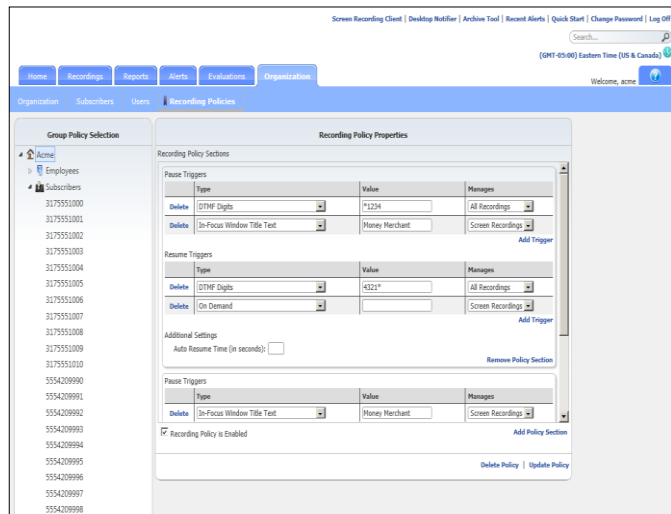 Screen Recording Client | Desktop Notifier | Archive Tool | Recent Alerts | Quick Start | Change Password | Log Off
Search...
(GMT-05:00) Eastern Time (US & Canada)
Home Recordings Reports Alerts Evaluations Organization
Welcome, acme
Organization Subscribers Users Recording Policies
Group Policy Selection
Acme
Employees
Subscribers
3175551000
3175551001
3175551002
3175551003
3175551004
3175551005
3175551006
3175551007
3175551008
3175551009
3175551010
5554209990
5554209991
5554209992
5554209993
5554209994
5554209995
5554209996
5554209997
5554209998
Recording Policy Properties
Recording Policy Sections
Pause Triggers
Type Value Manages
Delete DTMF Digits *1234 All Recordings
Delete In-Focus Window Title Text Money Merchant Screen Recordings
Add Trigger
Resume Triggers
Type Value Manages
Delete DTMF Digits 4321* All Recordings
Delete On Demand Screen Recordings
Add Trigger
Additional Settings
Auto Resume Time (in seconds):
Remove Policy Section
Pause Triggers
Type Value Manages
Delete In-Focus Window Title Text Money Merchant Screen Recordings
Recording Policy is Enabled
Add Policy Section
Delete Policy | Update Policy